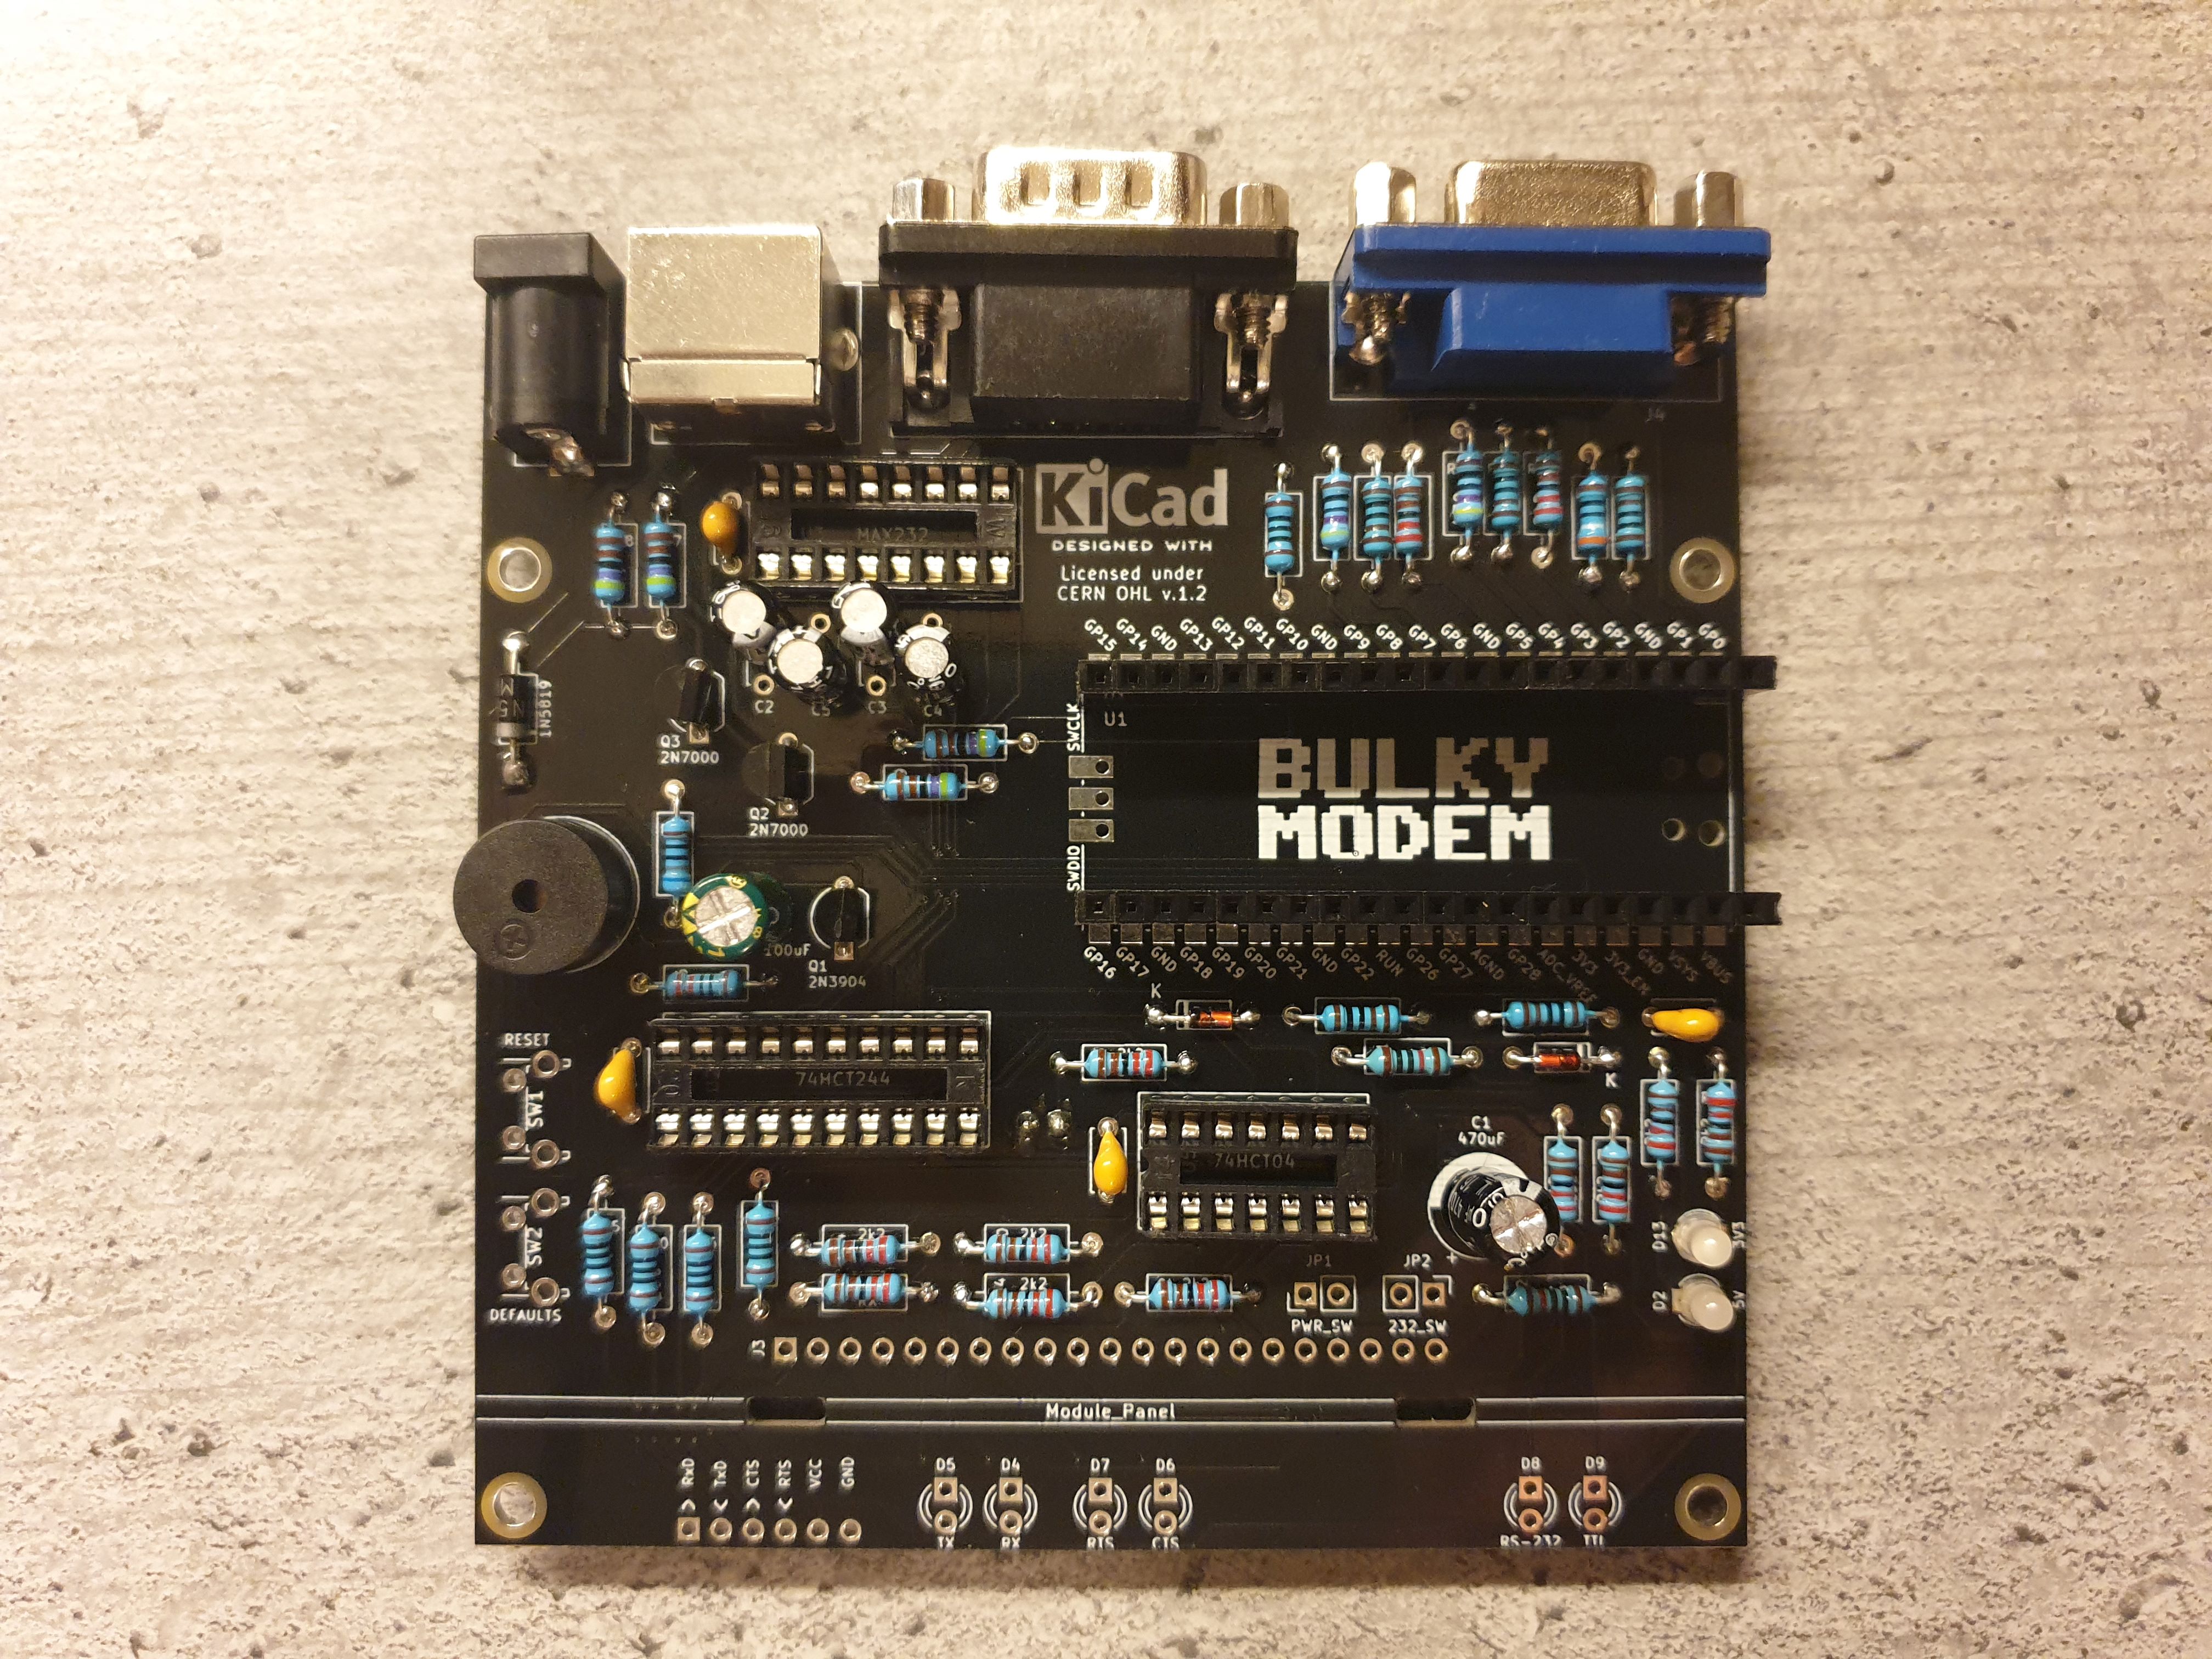 J4
KiCad
DESIGNED WITH
Licensed under
CERN OHL v.1.2
MAX232
GP15
GP14
GND
GP13
GP12
GP11
GP10
GND
GP9
GP8
GP7
GP6
GND
GP5
GP4
GP3
GP2
GND
GP1
GP0
1N5819
C2
C5
C3
C4
U1
SWCLK
Q3
2N7000
BULKY
MODEM
Q2
2N7000
SWDIO
100uF
Q1
2N3904
GP16
GP17
GND
GP18
GP19
GP20
GP21
GND
GP22
RUN
GP26
GP27
AGND
GP28
ADC_VREF
3V3
3V3_EN
GND
VSYS
VBUS
K
RESET
74HCT244
K
SW1
C1
470uF
74HCT04
SW2
2k2
2k2
D13
3V3
JP1
JP2
+
2k2
D2
5V
DEFAULTS
PWR_SW
232_SW
J3
Module_Panel
> RxD
< TxD
> CTS
< RTS
VCC
GND
D5
D4
D7
D6
D8
D9
TX
RX
RTS
CTS
RS-232
TTL